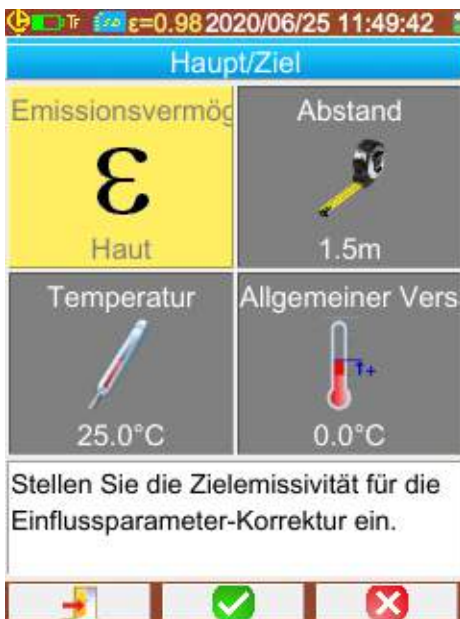 Tr ε=0.98 2020/06/25 11:49:42
Haupt/Ziel
Emissionsvermög
Abstand
ε
Haut
1.5m
Temperatur
Allgemeiner Vers
+
25.0°C
0.0°C
Stellen Sie die Zielemissivität für die
Einflussparameter-Korrektur ein.